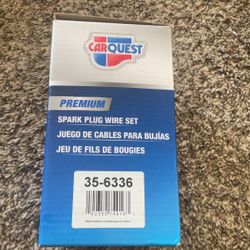 CARQUEST
PREMIUM
SPARK PLUG WIRE SET
JUEGO DE CABLES PARA BUJÍAS
JEU DE FILS DE BOUGIES
35-6336